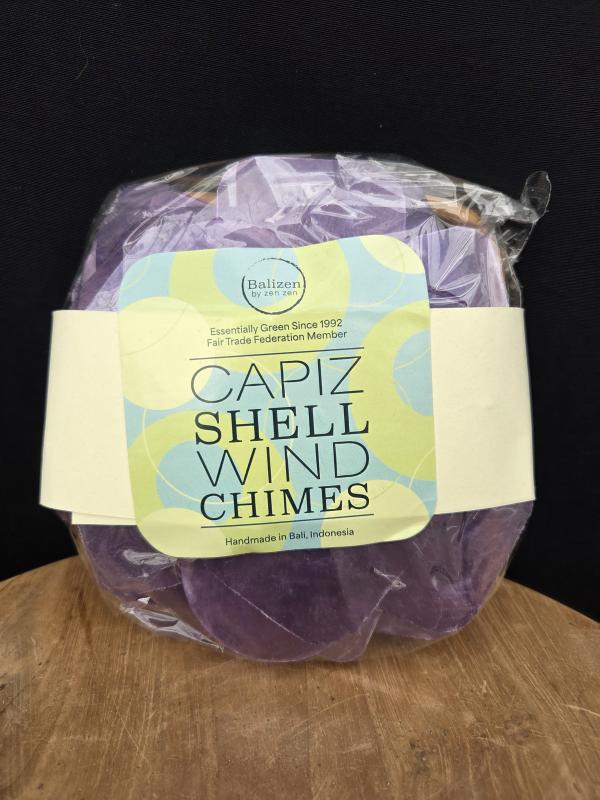 Balizen
by zen zen
Essentially Green Since 1992
Fair Trade Federation Member
CAPIZ
SHELL
WIND
CHIMES
Handmade in Bali, Indonesia